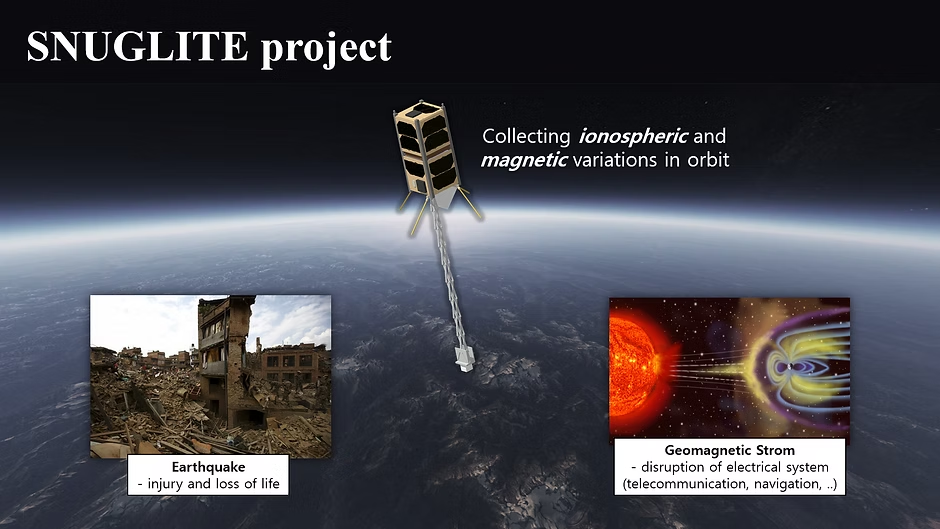 SNUGLITE project
Collecting ionospheric and
magnetic variations in orbit
Earthquake
- injury and loss of life
Geomagnetic Strom
- disruption of electrical system
(telecommunication, navigation, ..)